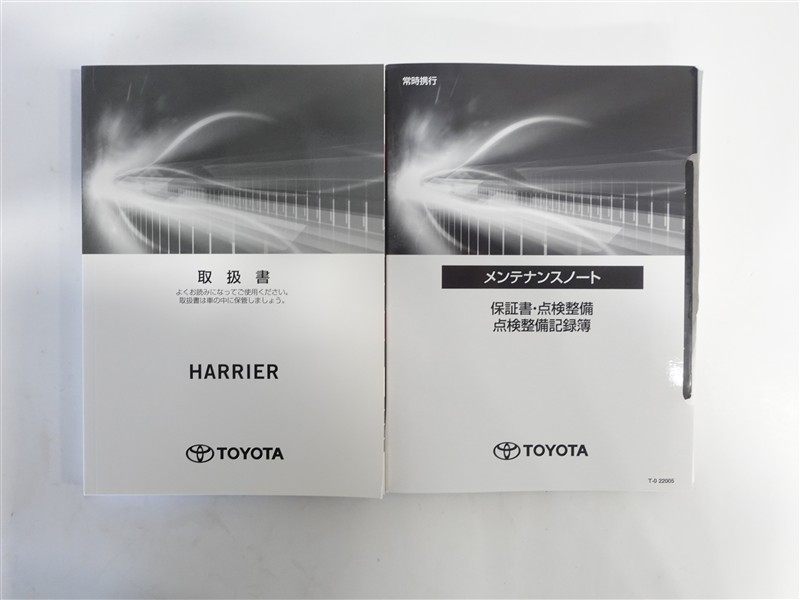 取扱書
よくお読みになってご使用ください。
取扱書は車の中に保管しましょう。
HARRIER
TOYOTA
常時携行
メンテナンスノート
保証書・点検整備
点検整備記録簿
TOYOTA
T-0 22005